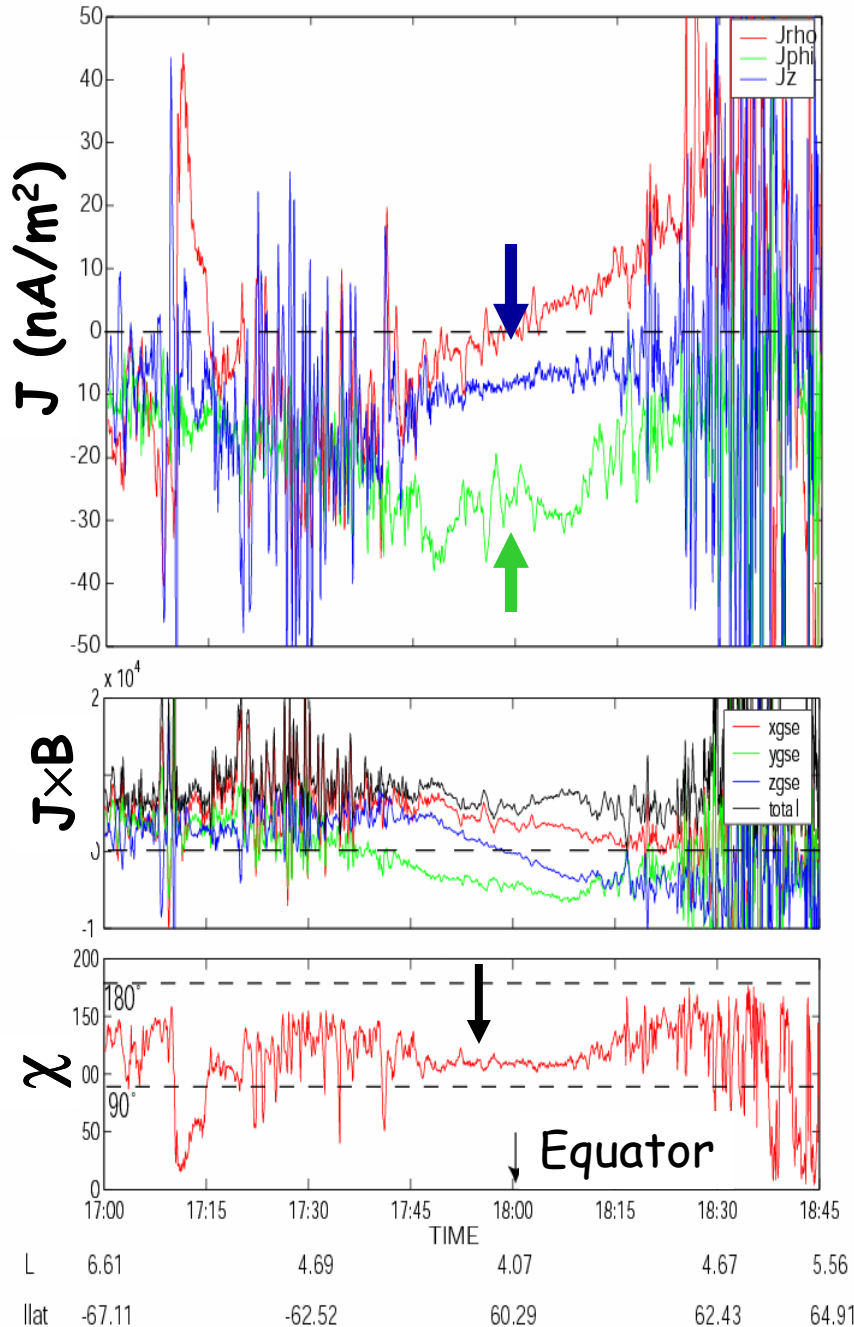 50
40
30
20
10
0
10
-20
-30
-40
-50
J (nA/m²)
Jrho
Jphi
Jz
x 10⁴
2
J
-1
J×B
xgse
ygse
zgse
total
200
150
00
50
0
180°
90°
χ
Equator
17:00 17:15 17:30 17:45 18:00 18:15 18:30 18:45
TIME
L 6.61 4.69 4.07 4.67 5.56
llat -67.11 -62.52 60.29 62.43 64.91